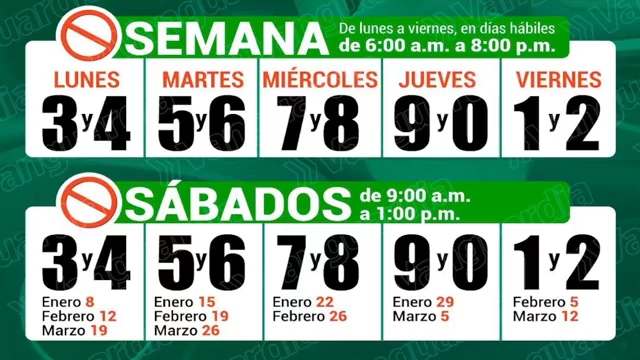 SEMANA
De lunes a viernes, en días hábiles
de 6:00 a.m. a 8:00 p.m.
LUNES
3 y 4
MARTES
5 y 6
MIÉRCOLES
7 y 8
JUEVES
9 y 0
VIERNES
1 y 2
SÁBADOS
de 9:00 a.m.
a 1:00 p.m.
3 y 4
Enero 8
Febrero 12
Marzo 19
5 y 6
Enero 15
Febrero 19
Marzo 26
7 y 8
Enero 22
Febrero 26
9 y 0
Enero 29
Marzo 5
1 y 2
Febrero 5
Marzo 12
Vanguardia